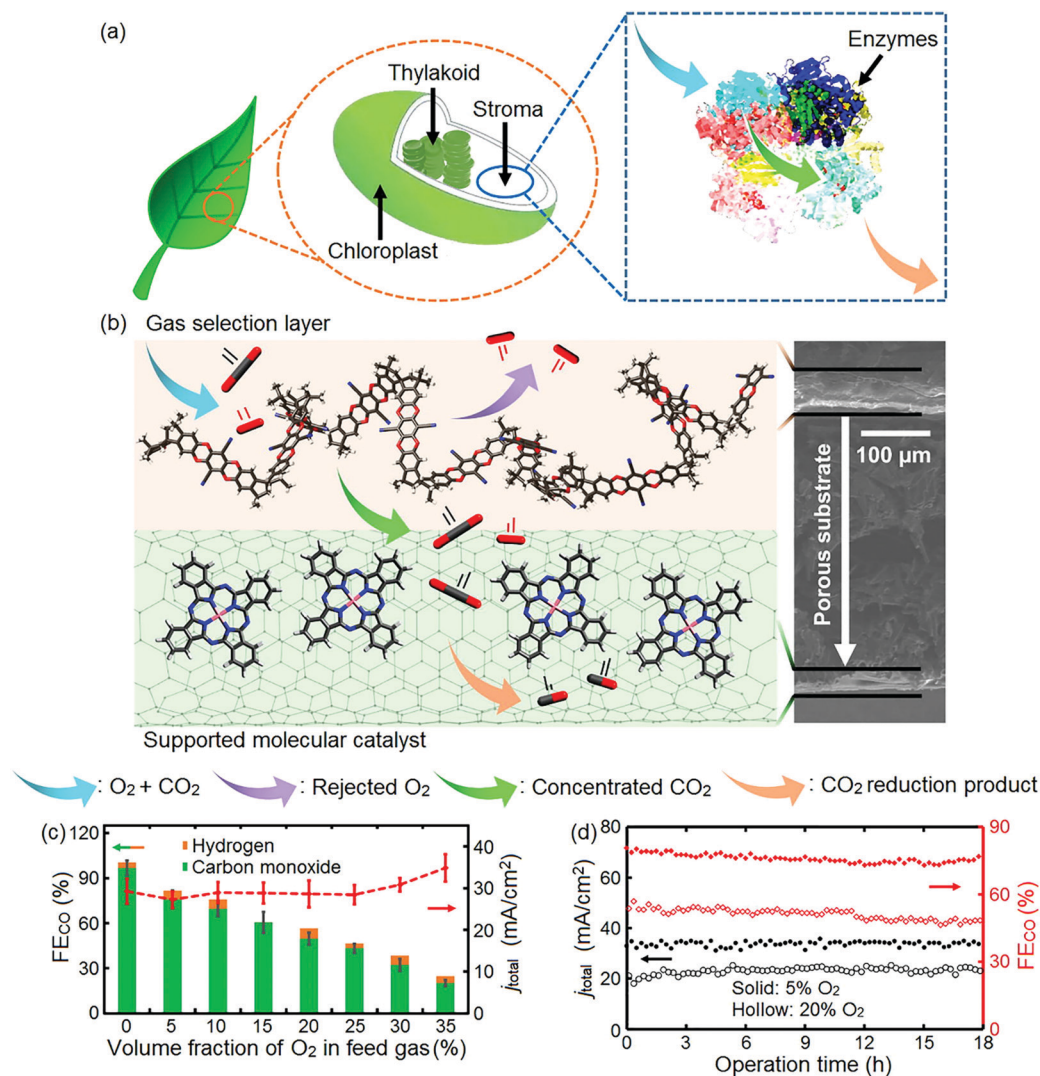 (a)
Enzymes
Thylakoid
Stroma
Chloroplast
(b) Gas selection layer
100 µm
Porous substrate
Supported molecular catalyst
: O₂ + CO₂ : Rejected O₂ : Concentrated CO₂ : CO₂ reduction product
(c)
Hydrogen
Carbon monoxide
FE_CO (%)
0 30 60 90 120
j_total (mA/cm²)
0 10 20 30 40
0 5 10 15 20 25 30 35
Volume fraction of O₂ in feed gas (%)
(d)
j_total (mA/cm²)
0 20 40 60 80
FE_CO (%)
0 30 60 90
Solid: 5% O₂
Hollow: 20% O₂
0 3 6 9 12 15 18
Operation time (h)